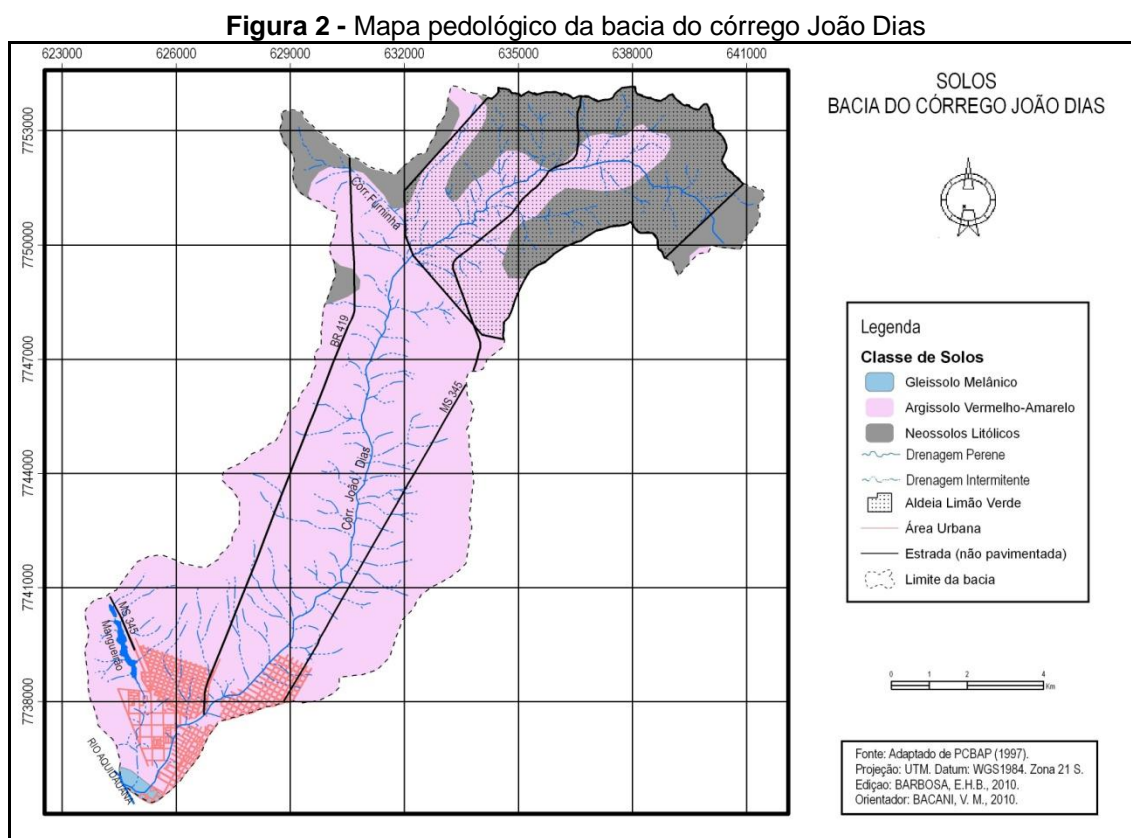 Figura 2 - Mapa pedológico da bacia do córrego João Dias
623000 626000 629000 632000 635000 638000 641000
7753000
7750000
7747000
7744000
7741000
7738000
Córr. Furninha
BR 419
MS 345
Córr. João Dias
MS 345
Mangueirão
RIO AQUIDAUANA
SOLOS
BACIA DO CÓRREGO JOÃO DIAS
Legenda
Classe de Solos
Gleissolo Melânico
Argissolo Vermelho-Amarelo
Neossolos Litólicos
Drenagem Perene
Drenagem Intermitente
Aldeia Limão Verde
Área Urbana
Estrada (não pavimentada)
Limite da bacia
0 1 2 4
Km
Fonte: Adaptado de PCBAP (1997).
Projeção: UTM. Datum: WGS1984. Zona 21 S.
Ediçao: BARBOSA, E.H.B., 2010.
Orientador: BACANI, V. M., 2010.